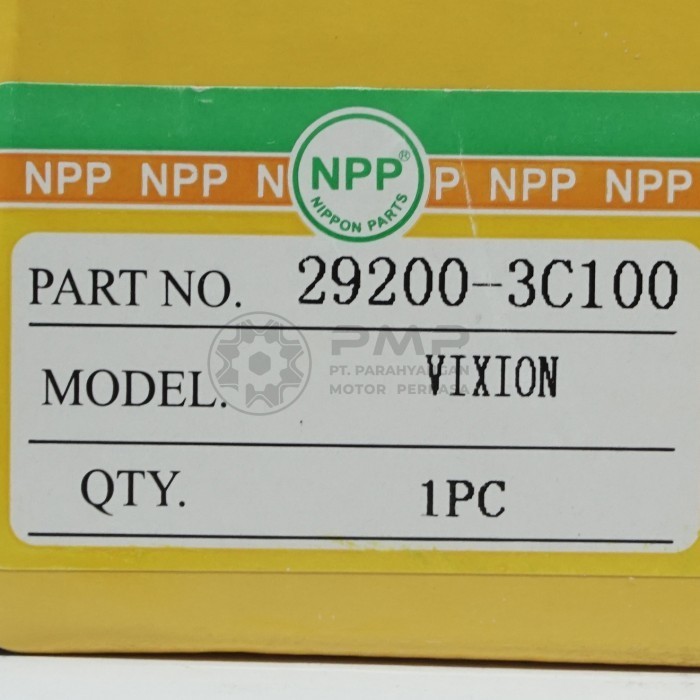 NPP NPP N P NPP NPP
NPP®
NIPPON PARTS
PART NO. 29200-3C100
PMP
PT. PARAHYANGAN
MOTOR PERKASA
MODEL. VIXION
QTY. 1PC